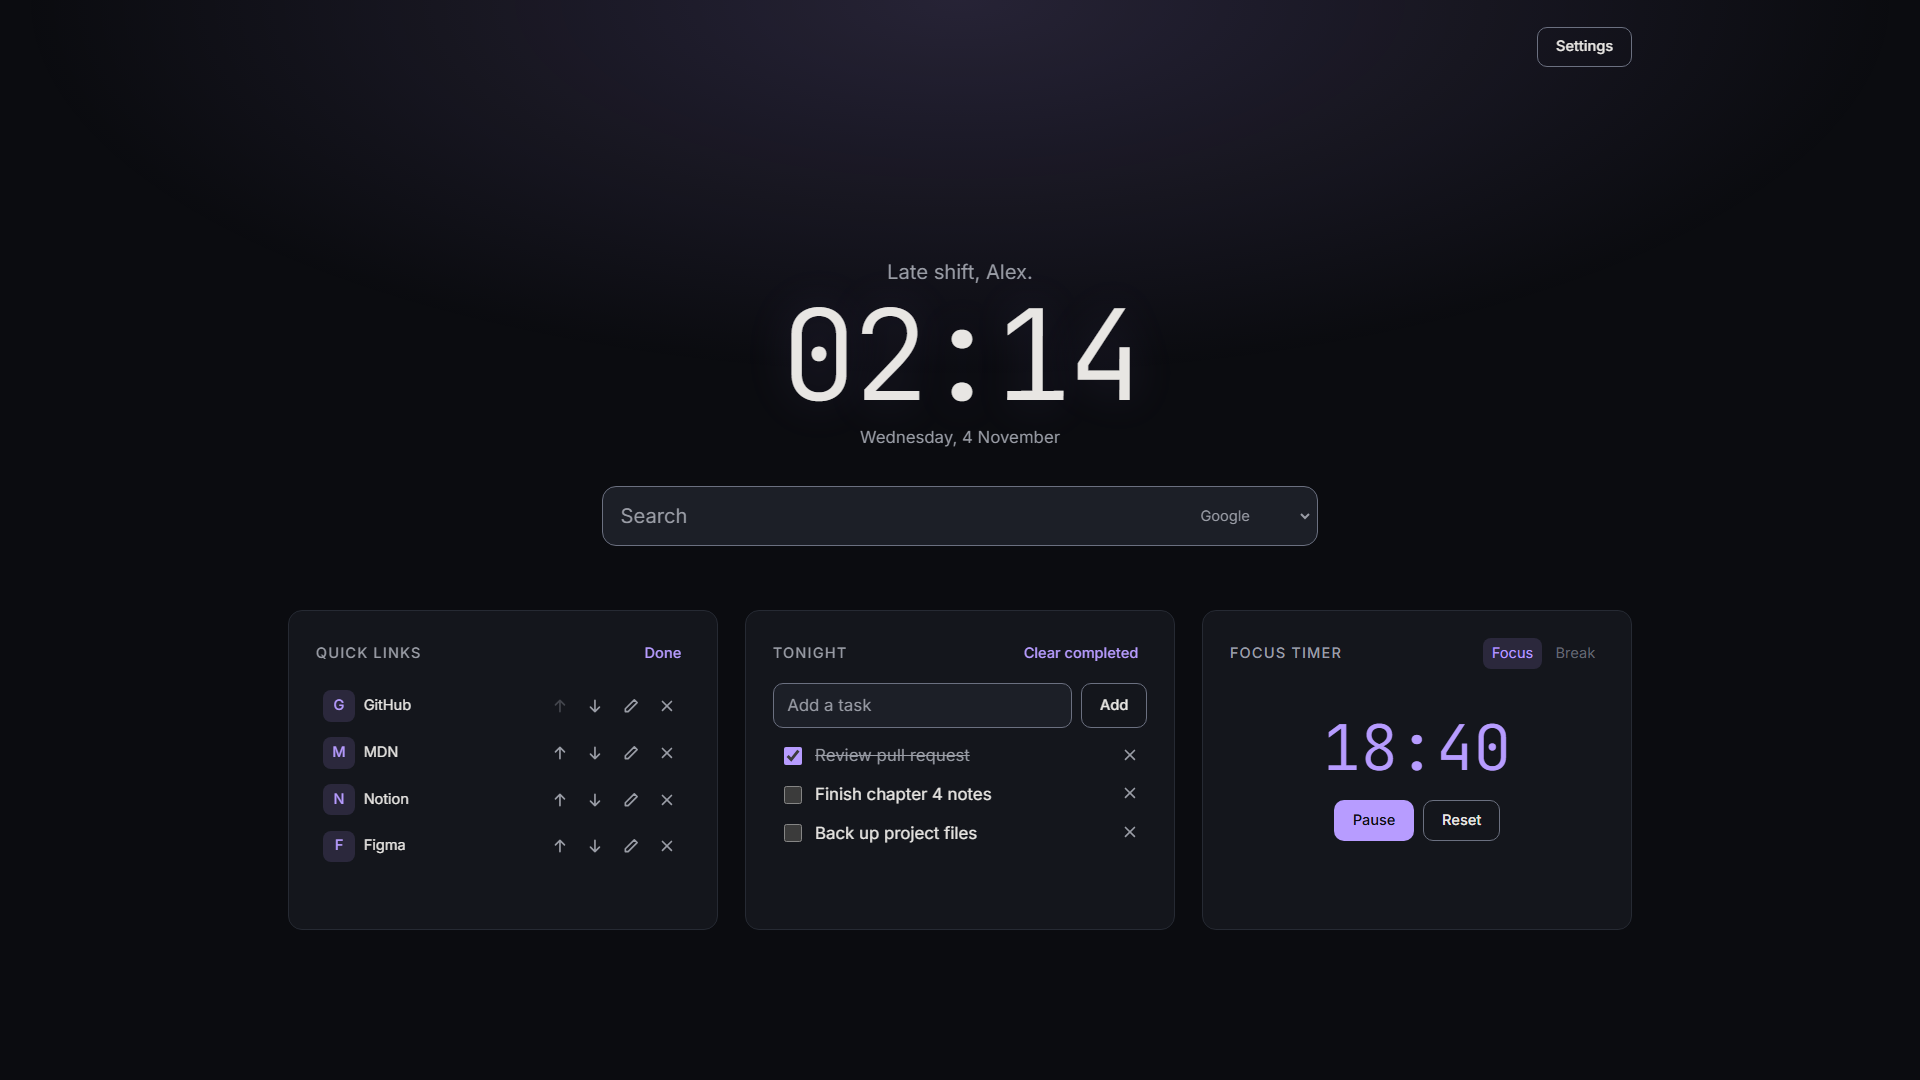 Settings
Late shift, Alex.
02:14
Wednesday, 4 November
Search
Google
QUICK LINKS
Done
G GitHub
M MDN
N Notion
F Figma
TONIGHT
Clear completed
Add a task
Add
Review pull request
Finish chapter 4 notes
Back up project files
FOCUS TIMER
Focus
Break
18:40
Pause
Reset